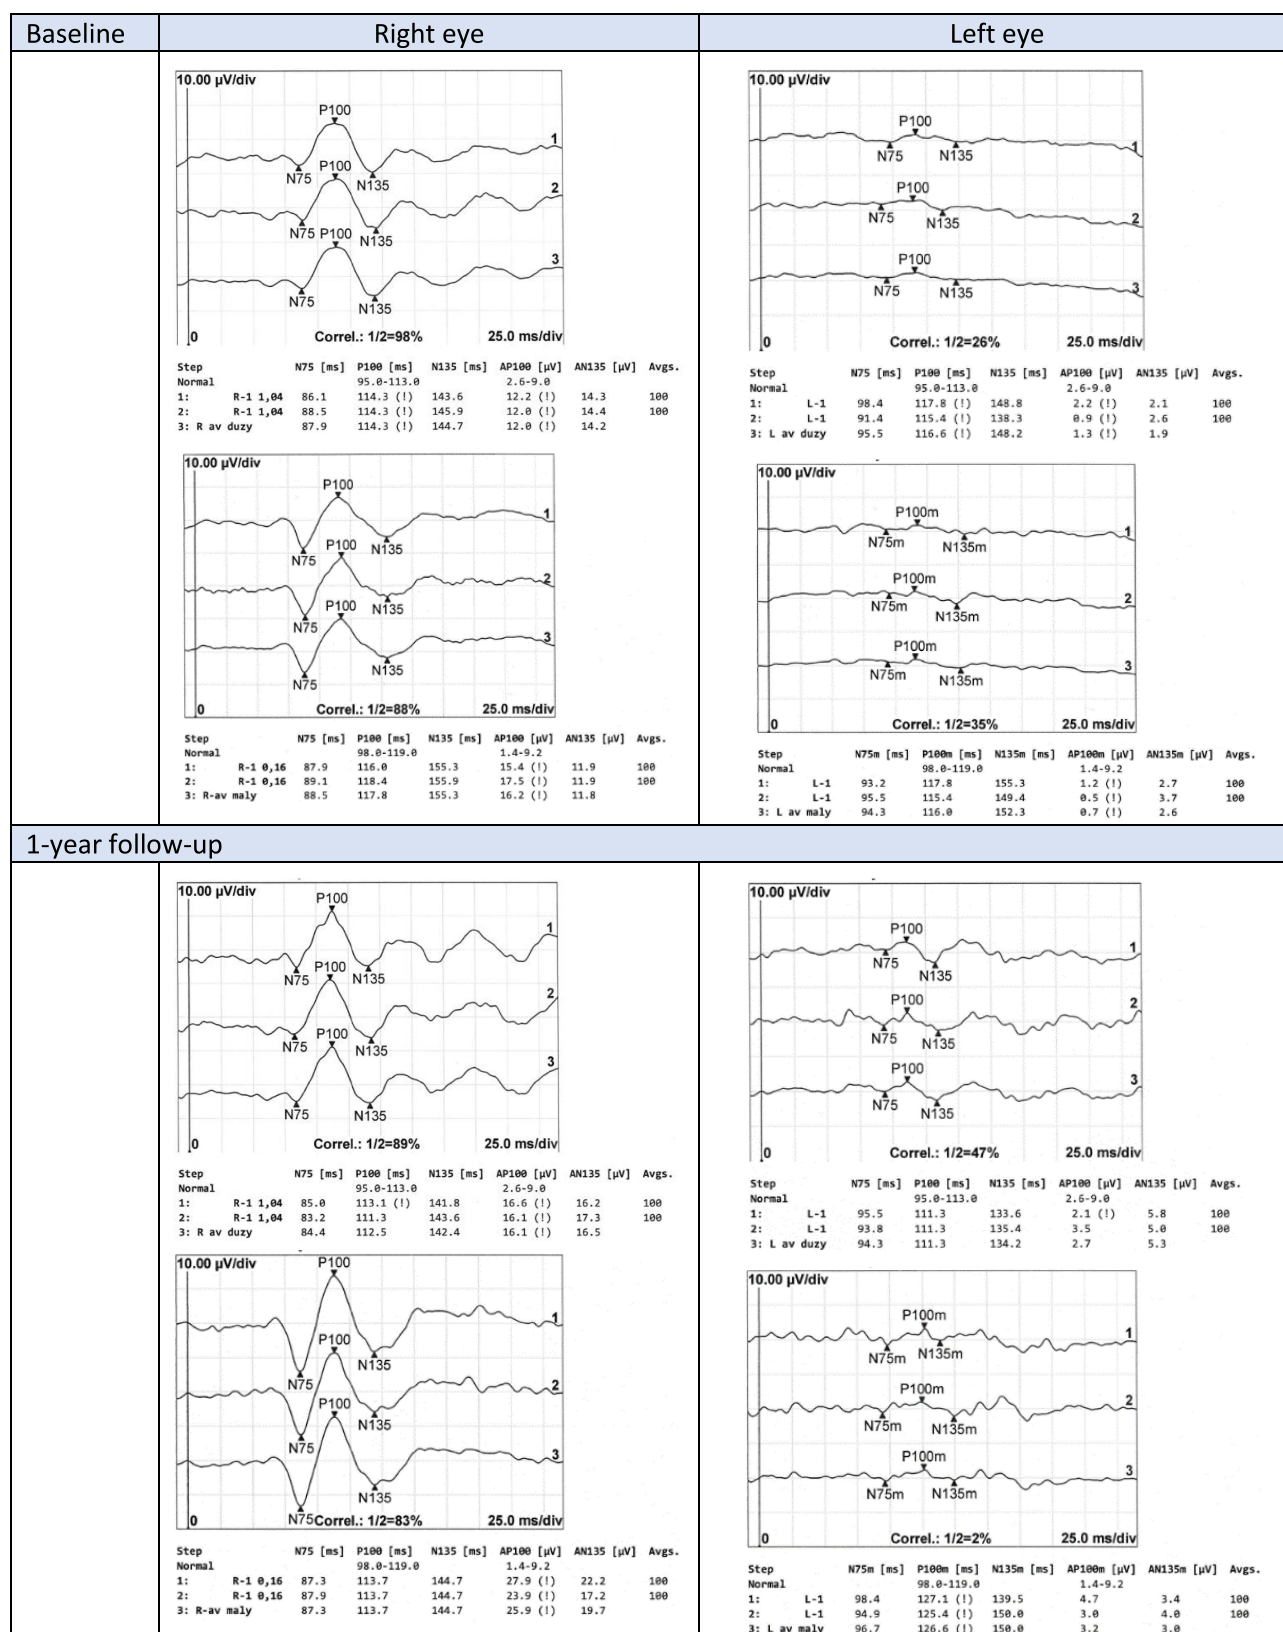 Baseline Right eye Left eye
10.00 µV/div
P100
1
N75 P100 N135
2
N75 P100 N135
3
N75 N135
0 Correl.: 1/2=98% 25.0 ms/div
Step N75 [ms] P100 [ms] N135 [ms] AP100 [µV] AN135 [µV] Avgs.
Normal 95.0-113.0 2.6-9.0
1: R-1 1,04 86.1 114.3 (!) 143.6 12.2 (!) 14.3 100
2: R-1 1,04 88.5 114.3 (!) 145.9 12.0 (!) 14.4 100
3: R av duzy 87.9 114.3 (!) 144.7 12.0 (!) 14.2
10.00 µV/div
P100
1
N75 P100 N135
2
N75 P100 N135
3
N75 N135
0 Correl.: 1/2=88% 25.0 ms/div
Step N75 [ms] P100 [ms] N135 [ms] AP100 [µV] AN135 [µV] Avgs.
Normal 98.0-119.0 1.4-9.2
1: R-1 0,16 87.9 116.0 155.3 15.4 (!) 11.9 100
2: R-1 0,16 89.1 118.4 155.9 17.5 (!) 11.9 100
3: R-av maly 88.5 117.8 155.3 16.2 (!) 11.8
10.00 µV/div
P100
1
N75 N135
P100
2
N75 N135
P100
3
N75 N135
0 Correl.: 1/2=26% 25.0 ms/div
Step N75 [ms] P100 [ms] N135 [ms] AP100 [µV] AN135 [µV] Avgs.
Normal 95.0-113.0 2.6-9.0
1: L-1 98.4 117.8 (!) 148.8 2.2 (!) 2.1 100
2: L-1 91.4 115.4 (!) 138.3 0.9 (!) 2.6 100
3: L av duzy 95.5 116.6 (!) 148.2 1.3 (!) 1.9
10.00 µV/div
P100m
1
N75m N135m
P100m
2
N75m N135m
P100m
3
N75m N135m
0 Correl.: 1/2=35% 25.0 ms/div
Step N75m [ms] P100m [ms] N135m [ms] AP100m [µV] AN135m [µV] Avgs.
Normal 98.0-119.0 1.4-9.2
1: L-1 93.2 117.8 155.3 1.2 (!) 2.7 100
2: L-1 95.5 115.4 149.4 0.5 (!) 3.7 100
3: L av maly 94.3 116.0 152.3 0.7 (!) 2.6
1-year follow-up
10.00 µV/div
P100
1
N75 P100 N135
2
N75 P100 N135
3
N75 N135
0 Correl.: 1/2=89% 25.0 ms/div
Step N75 [ms] P100 [ms] N135 [ms] AP100 [µV] AN135 [µV] Avgs.
Normal 95.0-113.0 2.6-9.0
1: R-1 1,04 85.0 113.1 (!) 141.8 16.6 (!) 16.2 100
2: R-1 1,04 83.2 111.3 143.6 16.1 (!) 17.3 100
3: R av duzy 84.4 112.5 142.4 16.1 (!) 16.5
10.00 µV/div
P100
1
N75 P100 N135
2
N75 P100 N135
3
N75 N135
0 Correl.: 1/2=83% 25.0 ms/div
Step N75 [ms] P100 [ms] N135 [ms] AP100 [µV] AN135 [µV] Avgs.
Normal 98.0-119.0 1.4-9.2
1: R-1 0,16 87.3 113.7 144.7 27.9 (!) 22.2 100
2: R-1 0,16 87.9 113.7 144.7 23.9 (!) 17.2 100
3: R-av maly 87.3 113.7 144.7 25.9 (!) 19.7
10.00 µV/div
P100
1
N75 N135
P100
2
N75 N135
P100
3
N75 N135
0 Correl.: 1/2=47% 25.0 ms/div
Step N75 [ms] P100 [ms] N135 [ms] AP100 [µV] AN135 [µV] Avgs.
Normal 95.0-113.0 2.6-9.0
1: L-1 95.5 111.3 133.6 2.1 (!) 5.8 100
2: L-1 93.8 111.3 135.4 3.5 5.0 100
3: L av duzy 94.3 111.3 134.2 2.7 5.3
10.00 µV/div
P100m
1
N75m N135m
P100m
2
N75m N135m
P100m
3
N75m N135m
0 Correl.: 1/2=2% 25.0 ms/div
Step N75m [ms] P100m [ms] N135m [ms] AP100m [µV] AN135m [µV] Avgs.
Normal 98.0-119.0 1.4-9.2
1: L-1 98.4 127.1 (!) 139.5 4.7 3.4 100
2: L-1 94.9 125.4 (!) 150.0 3.0 4.0 100
3: L av maly 96.7 126.6 (!) 150.0 3.2 3.0